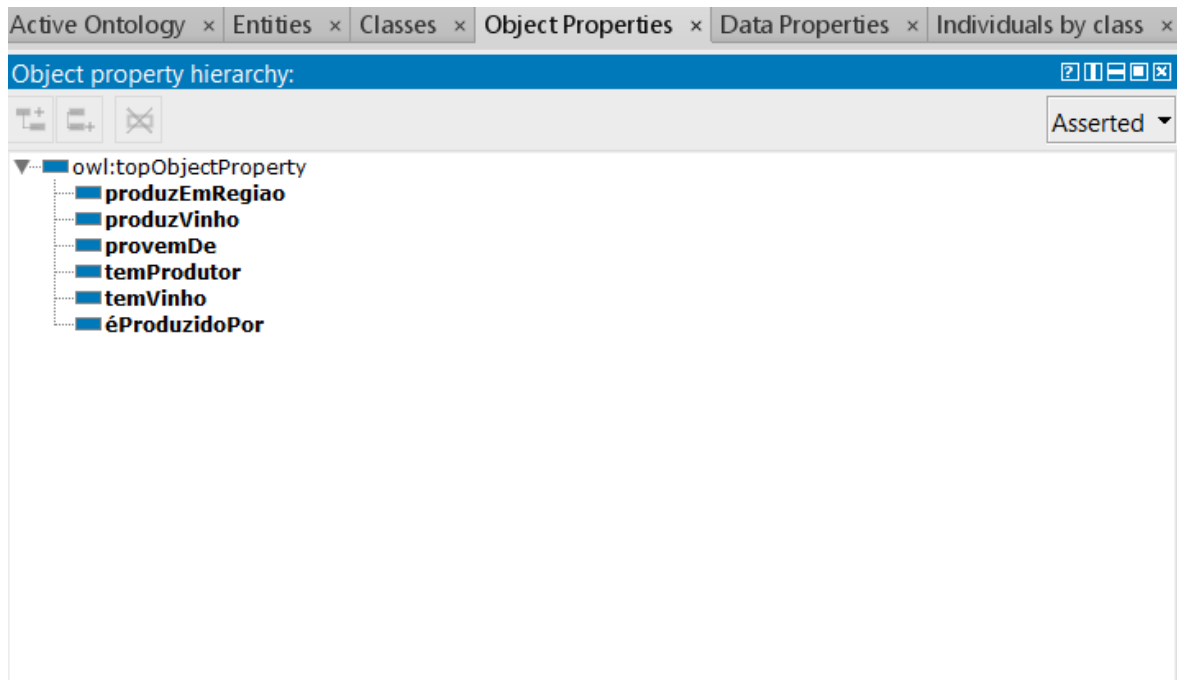 Active Ontology × Entities × Classes × Object Properties × Data Properties × Individuals by class ×
Object property hierarchy:
Asserted
owl:topObjectProperty
produzEmRegiao
produzVinho
provemDe
temProdutor
temVinho
éProduzidoPor